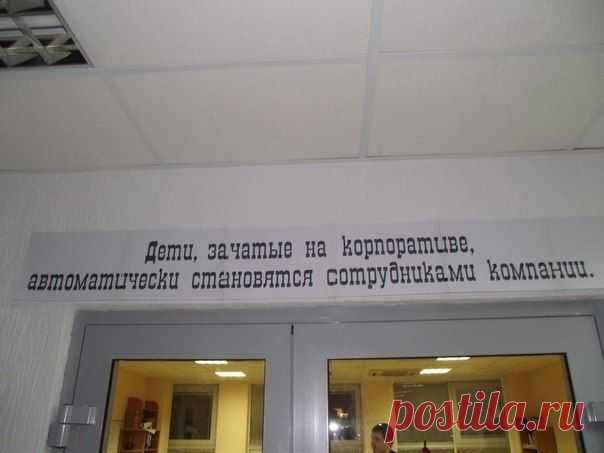 Дети, зачатые на корпоративе,
автоматически становятся сотрудниками компании.
postila.ru